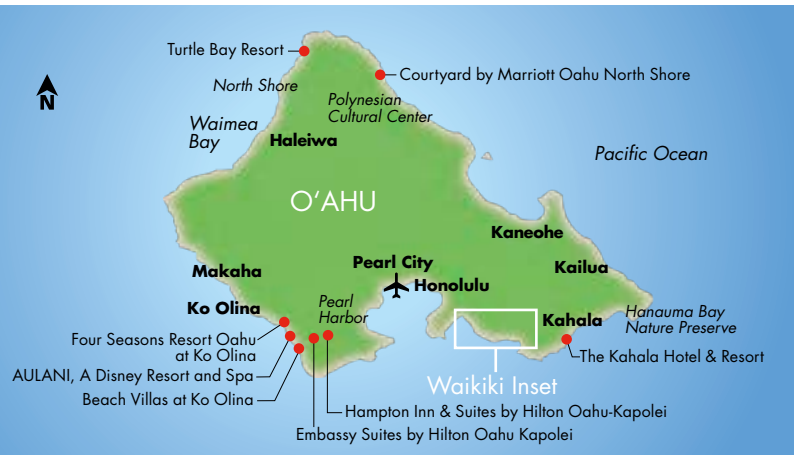 Turtle Bay Resort
Courtyard by Marriott Oahu North Shore
North Shore
N
Polynesian
Cultural Center
Waimea
Bay
Haleiwa
Pacific Ocean
O‘AHU
Kaneohe
Pearl City
Kailua
Makaha
Honolulu
Ko Olina
Pearl
Harbor
Kahala
Hanauma Bay
Nature Preserve
Four Seasons Resort Oahu
at Ko Olina
The Kahala Hotel & Resort
AULANI, A Disney Resort and Spa
Waikiki Inset
Beach Villas at Ko Olina
Hampton Inn & Suites by Hilton Oahu-Kapolei
Embassy Suites by Hilton Oahu Kapolei